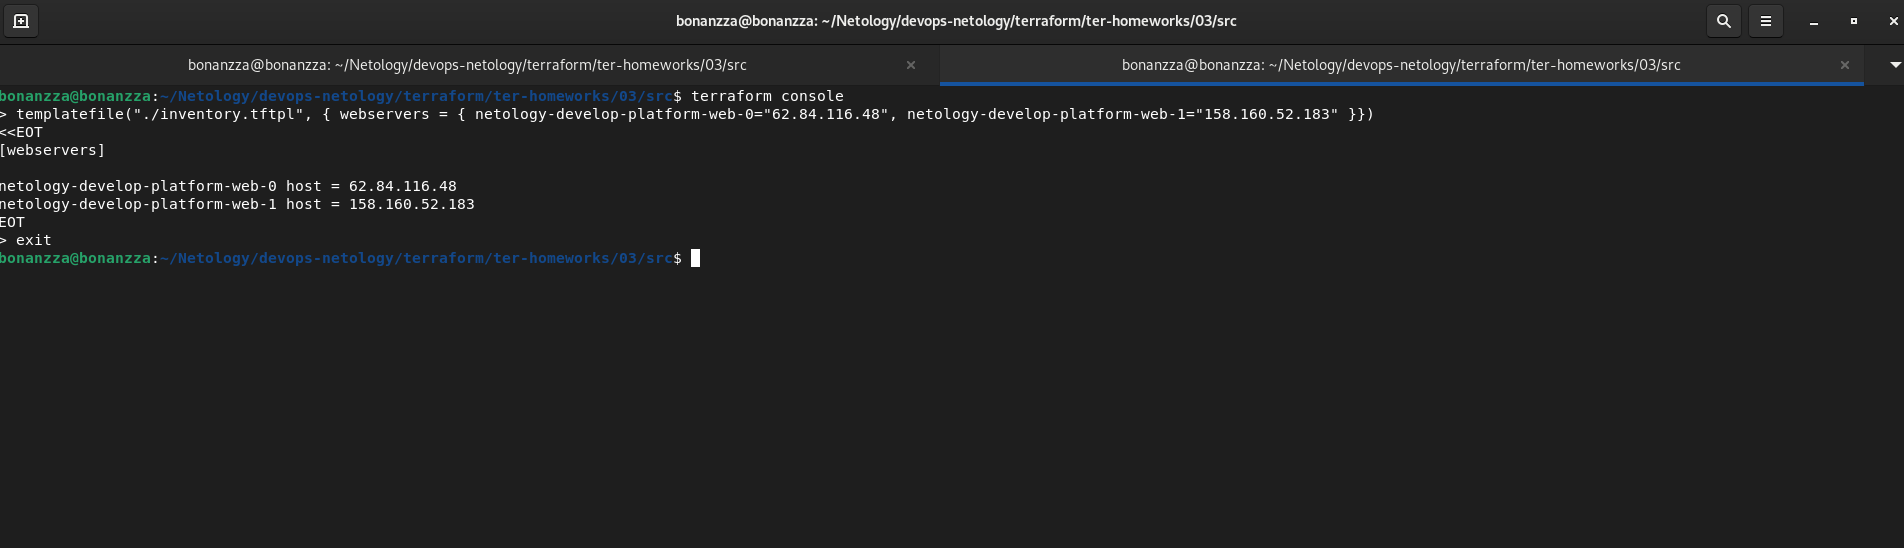 bonanzza@bonanzza: ~/Netology/devops-netology/terraform/ter-homeworks/03/src
bonanzza@bonanzza: ~/Netology/devops-netology/terraform/ter-homeworks/03/src
bonanzza@bonanzza: ~/Netology/devops-netology/terraform/ter-homeworks/03/src
bonanzza@bonanzza:~/Netology/devops-netology/terraform/ter-homeworks/03/src$ terraform console
> templatefile("./inventory.tftpl", { webservers = { netology-develop-platform-web-0="62.84.116.48", netology-develop-platform-web-1="158.160.52.183" }})
<<EOT
[webservers]

netology-develop-platform-web-0 host = 62.84.116.48
netology-develop-platform-web-1 host = 158.160.52.183
EOT
> exit
bonanzza@bonanzza:~/Netology/devops-netology/terraform/ter-homeworks/03/src$